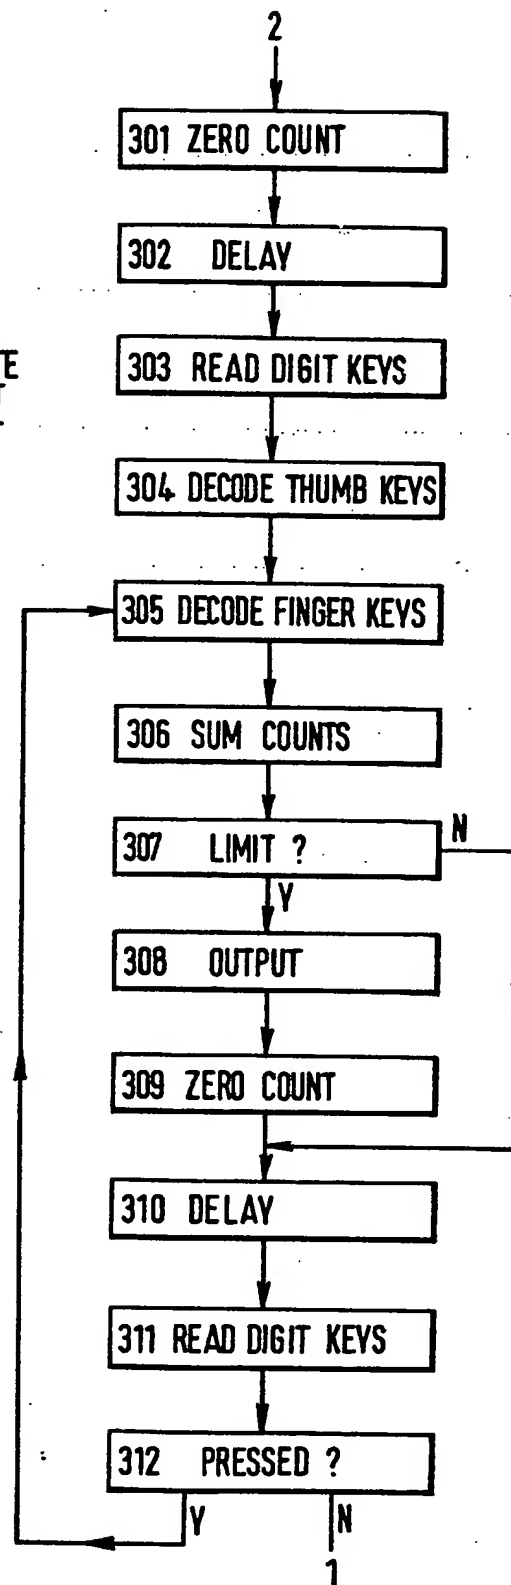 2
301 ZERO COUNT
302 DELAY
303 READ DIGIT KEYS
304 DECODE THUMB KEYS
305 DECODE FINGER KEYS
306 SUM COUNTS
307 LIMIT ?
N
Y
308 OUTPUT
309 ZERO COUNT
310 DELAY
311 READ DIGIT KEYS
312 PRESSED ?
Y
N
1